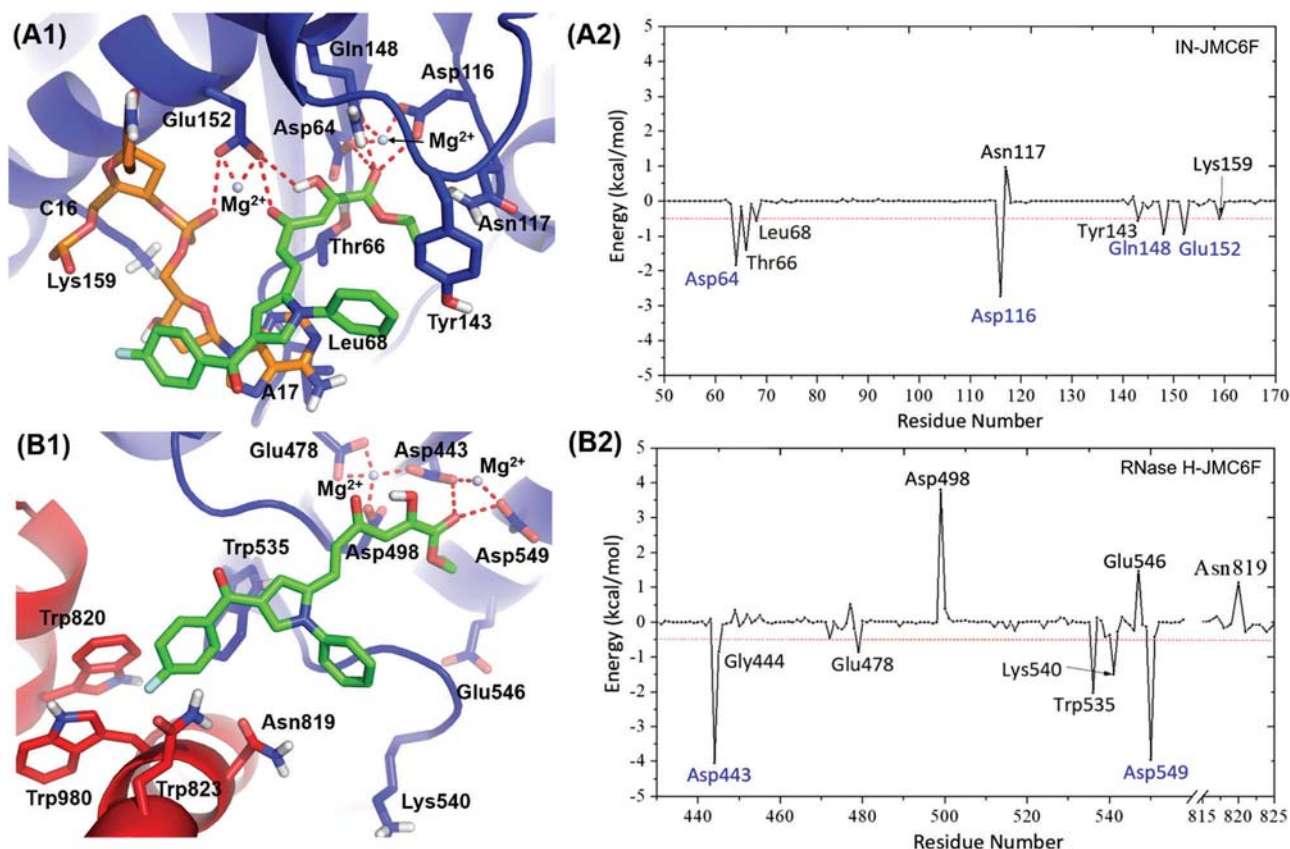 (A1)
Gln148
Asp116
Glu152
Asp64
Mg2+
C16
Mg2+
Asn117
Thr66
Lys159
Tyr143
Leu68
A17
(A2)
IN-JMC6F
5
4
3
2
1
0
-1
-2
-3
-4
-5
Energy (kcal/mol)
Asn117
Lys159
Leu68
Thr66
Asp64
Asp116
Tyr143
Gln148
Glu152
50 60 70 80 90 100 110 120 130 140 150 160 170
Residue Number
(B1)
Glu478
Asp443
Mg2+
Mg2+
Trp535
Asp498
Asp549
Trp820
Glu546
Asn819
Trp980
Trp823
Lys540
(B2)
RNase H-JMC6F
5
4
3
2
1
0
-1
-2
-3
-4
-5
Energy (kcal/mol)
Asp498
Glu546
Asn819
Gly444
Glu478
Lys540
Trp535
Asp443
Asp549
440 460 480 500 520 540 815 820 825
Residue Number